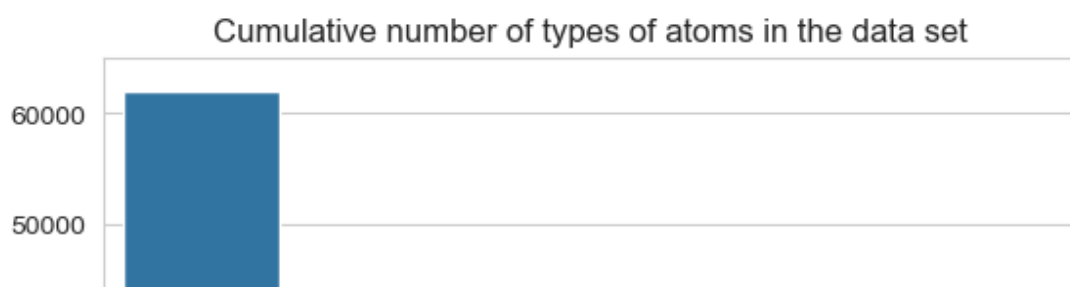 Cumulative number of types of atoms in the data set
60000
50000